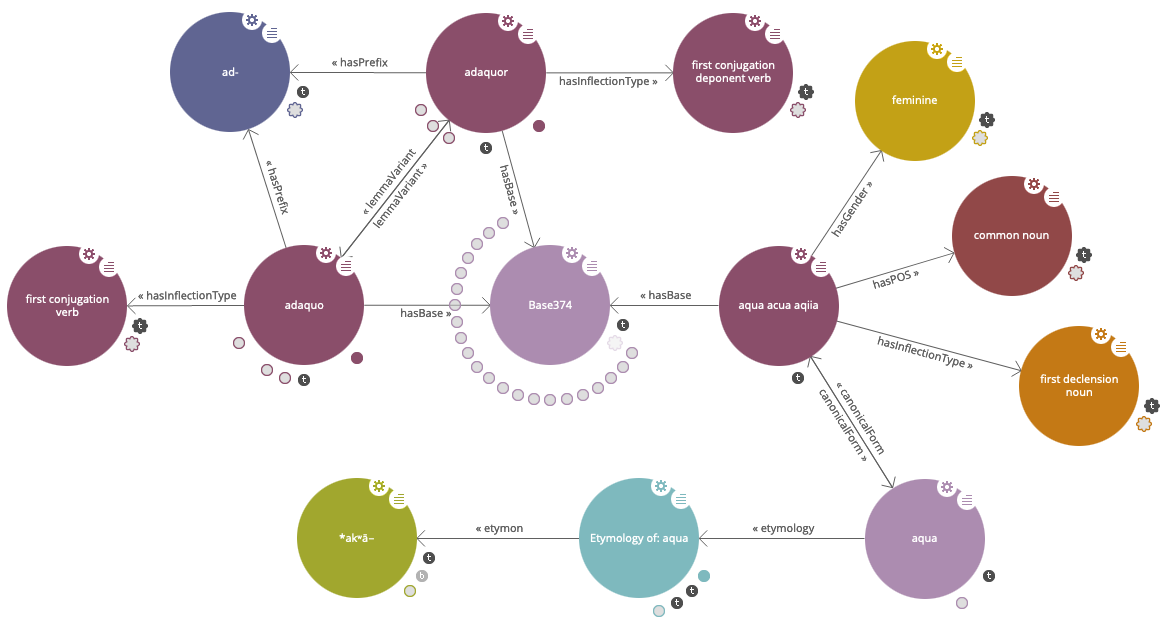 ad-
« hasPrefix
adaquor
hasInflectionType »
first conjugation
deponent verb
feminine
« hasPrefix
« lemmaVariant
lemmaVariant »
hasBase »
hasGender »
common noun
hasPOS »
first conjugation
verb
« hasInflectionType
adaquo
hasBase »
Base374
« hasBase
aqua acua aqiia
hasInflectionType »
first declension
noun
« canonicalForm
canonicalForm »
*akʷā-
« etymon
Etymology of: aqua
« etymology
aqua
t
t
t
t
t
t
t
t
t
t
t
b
t
t
t